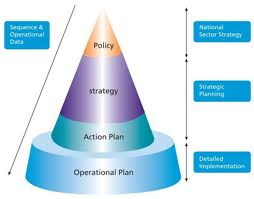 Sequence &
Operational
Data
Policy
strategy
Action Plan
Operational Plan
National
Sector Strategy
Strategic
Planning
Detailed
Implementation